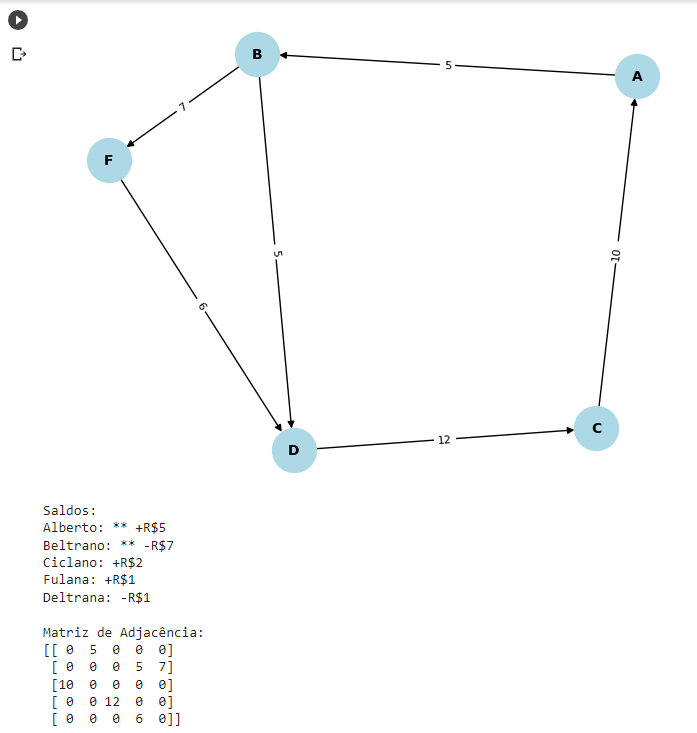 B
5
A
7
F
5
10
6
D
12
C
Saldos:
Alberto: ** +R$5
Beltrano: ** -R$7
Ciclano: +R$2
Fulana: +R$1
Deltrana: -R$1
Matriz de Adjacência:
[[ 0 5 0 0 0]
[ 0 0 0 5 7]
[10 0 0 0 0]
[ 0 0 12 0 0]
[ 0 0 0 6 0]]